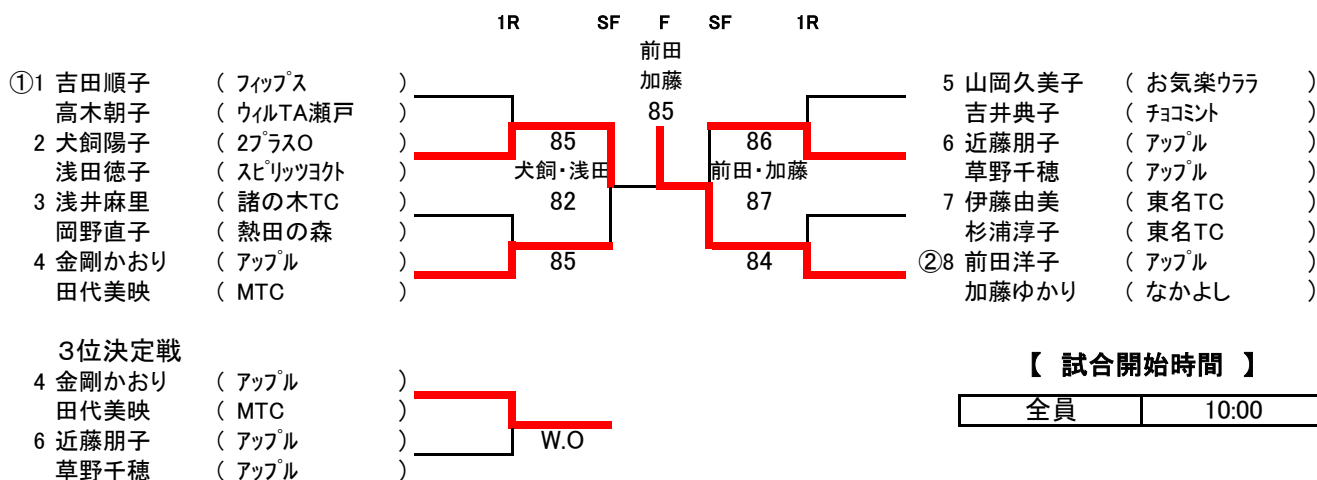 1R SF F SF 1R
前田
加藤
85
①1 吉田順子 ( フィップス )
高木朝子 ( ウィルTA瀬戸 )
2 犬飼陽子 ( 2プラスO )
浅田徳子 ( スピリッツヨクト )
3 浅井麻里 ( 諸の木TC )
岡野直子 ( 熱田の森 )
4 金剛かおり ( アップル )
田代美映 ( MTC )
85
犬飼・浅田
82
85
86
前田・加藤
87
84
5 山岡久美子 ( お気楽ウララ )
吉井典子 ( チョコミント )
6 近藤朋子 ( アップル )
草野千穂 ( アップル )
7 伊藤由美 ( 東名TC )
杉浦淳子 ( 東名TC )
②8 前田洋子 ( アップル )
加藤ゆかり ( なかよし )
3位決定戦
4 金剛かおり ( アップル )
田代美映 ( MTC )
6 近藤朋子 ( アップル )
草野千穂 ( アップル )
W.O
【 試合開始時間 】
全員 10:00